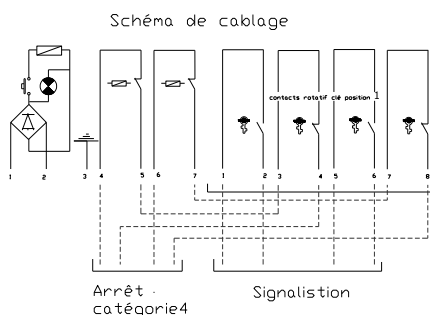 Schéma de cablage
contacts rotatif clé position 1
1 2 3 4 5 6 7 1 2 3 4 5 6 7 8
Arrêt
catégorie4
Signalistion